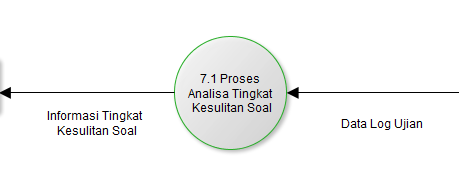 7.1 Proses
Analisa Tingkat
Kesulitan Soal
Informasi Tingkat
Kesulitan Soal
Data Log Ujian